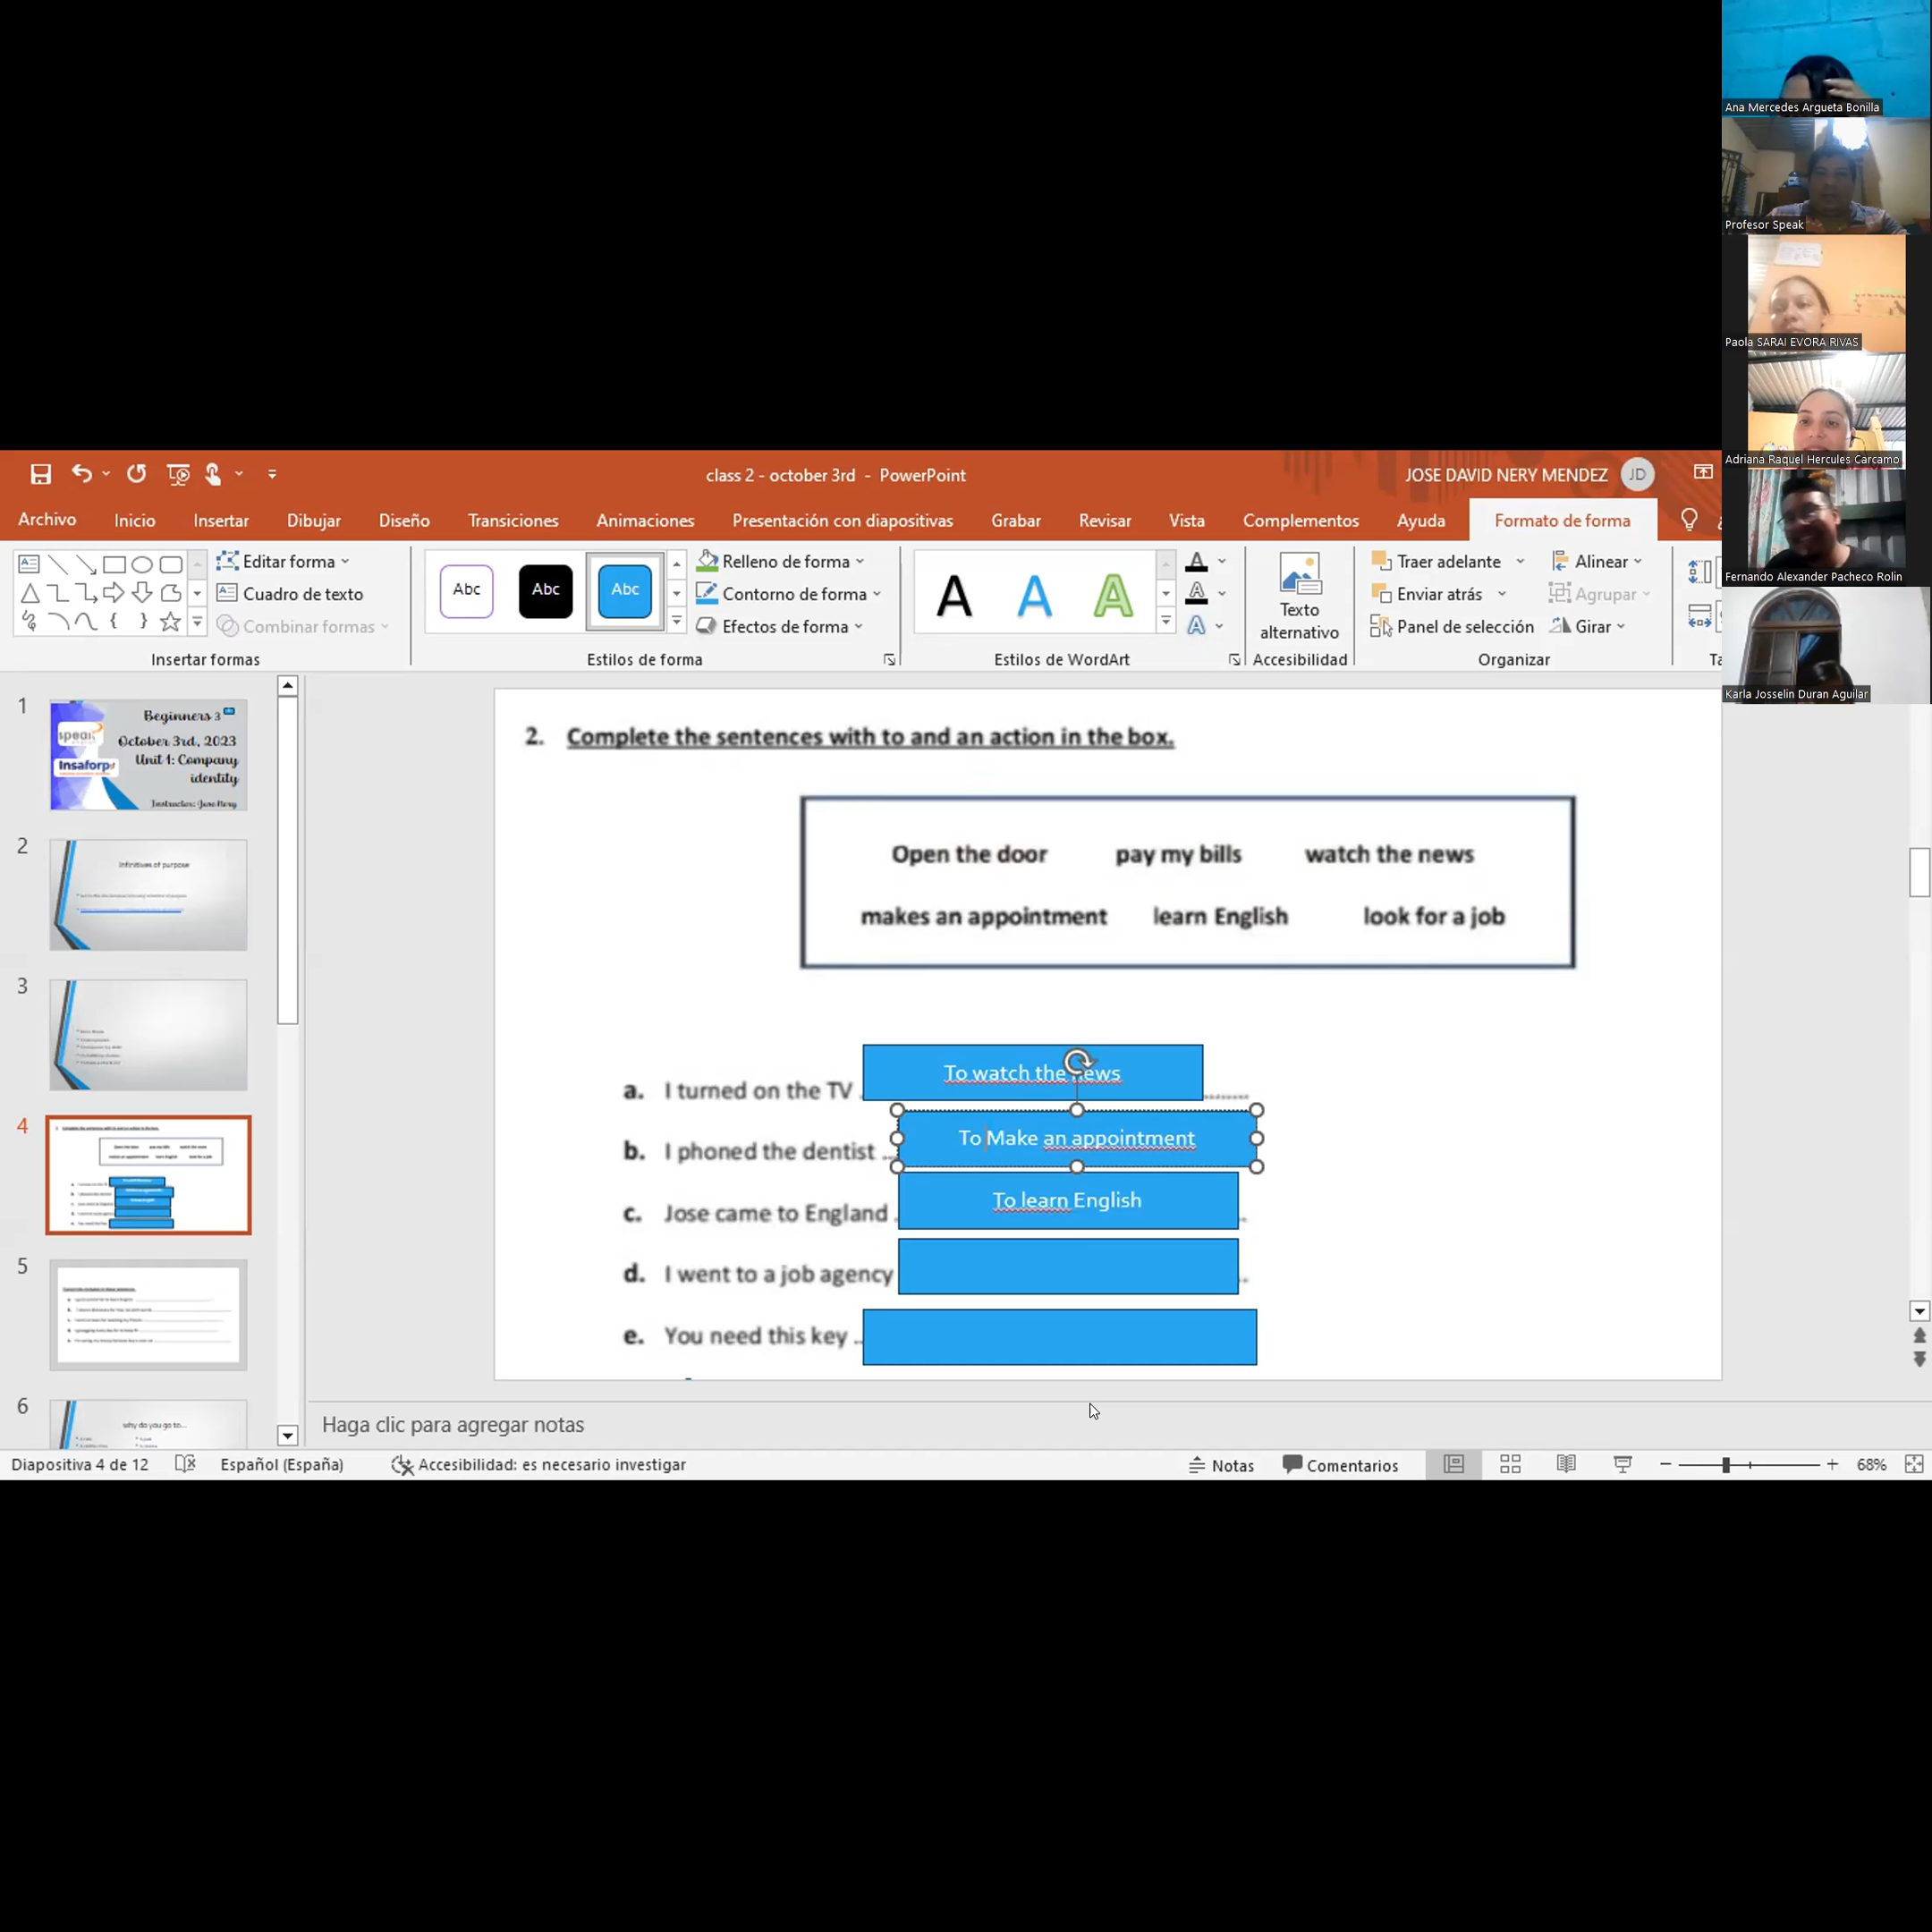 Ana Mercedes Argueta Bonilla
Profesor Speak
Paola SARAI EVORA RIVAS
Adriana Raquel Hercules Carcamo
Fernando Alexander Pacheco Rolin
Karla Josselin Duran Aguilar
class 2 - october 3rd - PowerPoint
JOSE DAVID NERY MENDEZ JD
Archivo Inicio Insertar Dibujar Diseño Transiciones Animaciones Presentación con diapositivas Grabar Revisar Vista Complementos Ayuda Formato de forma
Editar forma
Cuadro de texto
Combinar formas
Insertar formas
Abc Abc Abc
Relleno de forma
Contorno de forma
Efectos de forma
Estilos de forma
A A A
Estilos de WordArt
Texto
alternativo
Accesibilidad
Traer adelante
Enviar atrás
Panel de selección
Alinear
Agrupar
Girar
Organizar
1
Beginners 3
October 3rd, 2023
Unit 1: Company
identity
Instructor: Jose Nery
speak
Insaforp
2
Infinitives of purpose
3
4
5
6
why do you go to...
2. Complete the sentences with to and an action in the box.
Open the door pay my bills watch the news
makes an appointment learn English look for a job
a. I turned on the TV To watch the news
b. I phoned the dentist ... To Make an appointment
c. Jose came to England To learn English
d. I went to a job agency
e. You need this key ..
Haga clic para agregar notas
Diapositiva 4 de 12 Español (España) Accesibilidad: es necesario investigar Notas Comentarios 68%